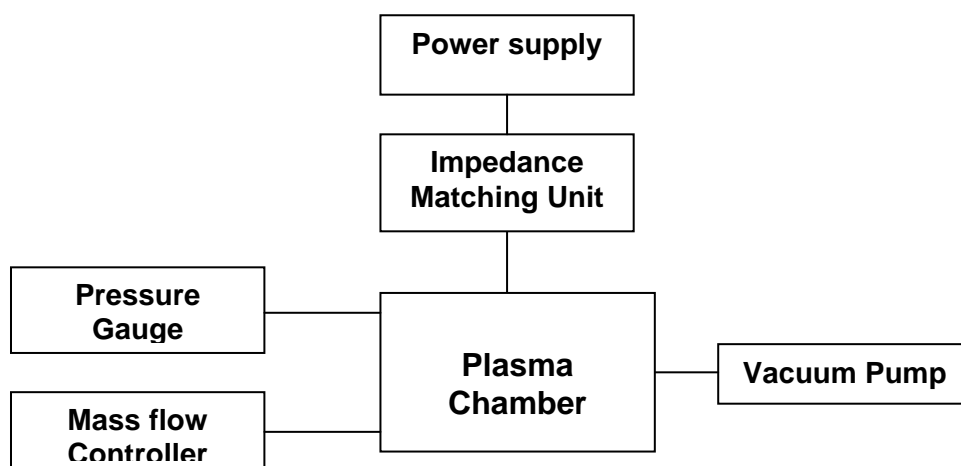 Power supply
Impedance
Matching Unit
Pressure
Gauge
Plasma
Chamber
Vacuum Pump
Mass flow
Controller